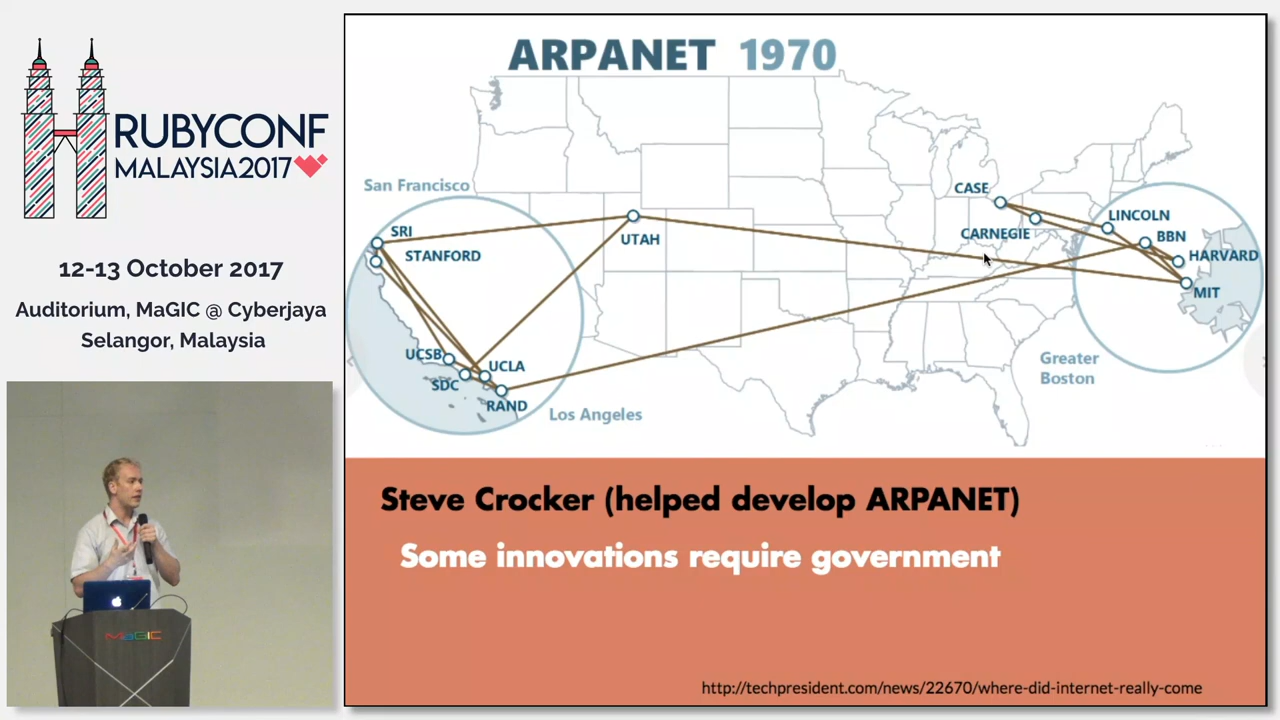 RUBYCONF
MALAYSIA2017
12-13 October 2017
Auditorium, MaGIC @ Cyberjaya
Selangor, Malaysia
MaGIC
ARPANET 1970
San Francisco
SRI
STANFORD
UTAH
CASE
CARNEGIE
LINCOLN
BBN
HARVARD
MIT
UCSB
UCLA
SDC
RAND
Los Angeles
Greater
Boston
Steve Crocker (helped develop ARPANET)
Some innovations require government
http://techpresident.com/news/22670/where-did-internet-really-come